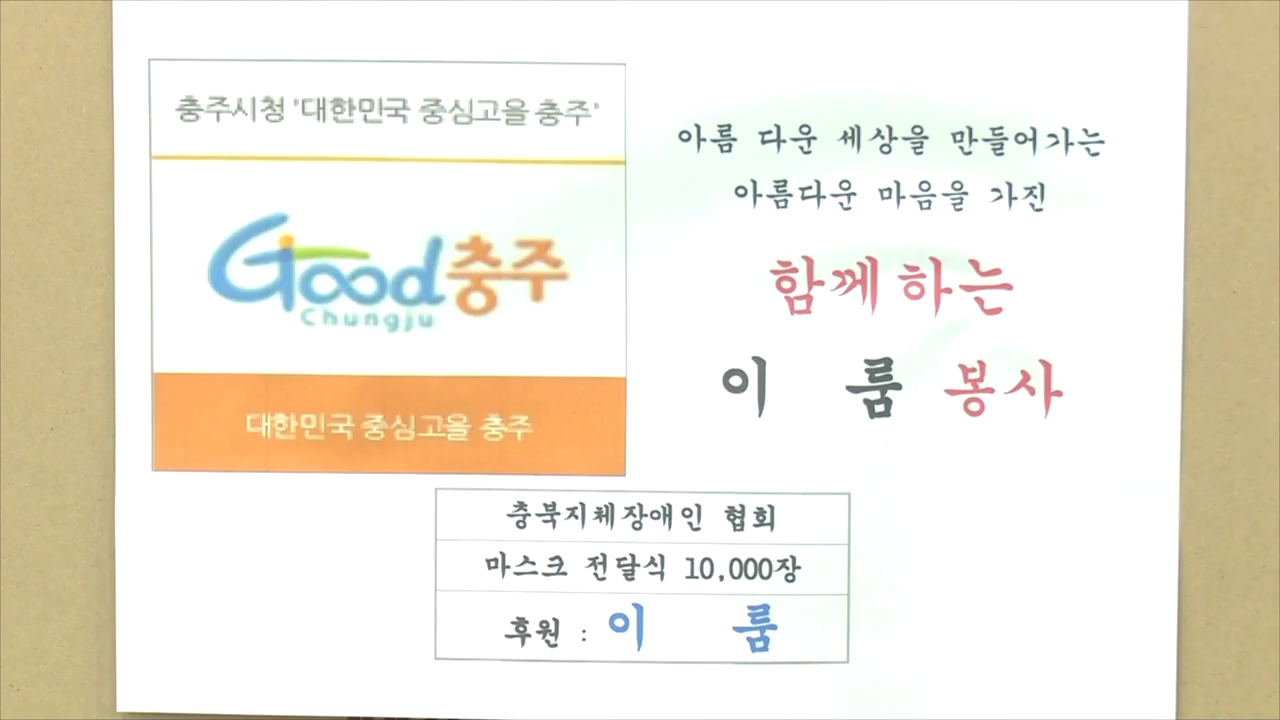 충주시청 '대한민국 중심고을 충주'
Good충주
Chungju
대한민국 중심고을 충주
아름 다운 세상을 만들어가는
아름다운 마음을 가진
함께하는
이 룸 봉사
충북지체장애인 협회
마스크 전달식 10,000장
후원 : 이 룸